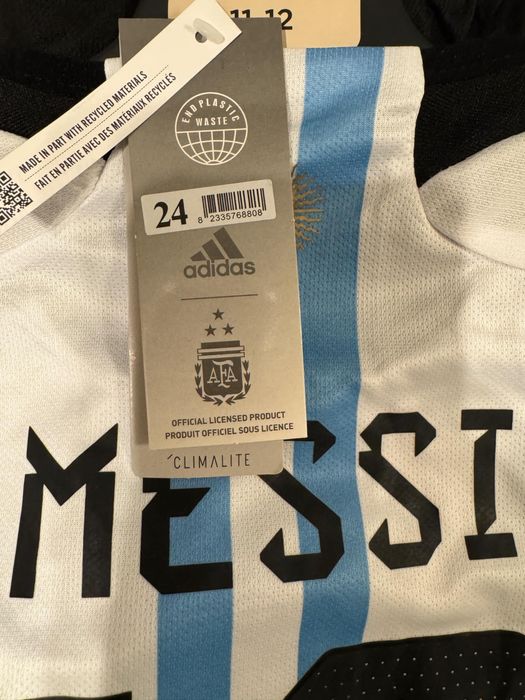 11-12
MADE IN PART WITH RECYCLED MATERIALS
FAIT EN PARTIE AVEC DES MATÉRIAUX RECYCLÉS
END PLASTIC
WASTE
24
8 2335768808
adidas
AFA
OFFICIAL LICENSED PRODUCT
PRODUIT OFFICIEL SOUS LICENCE
CLIMALITE
MESSI